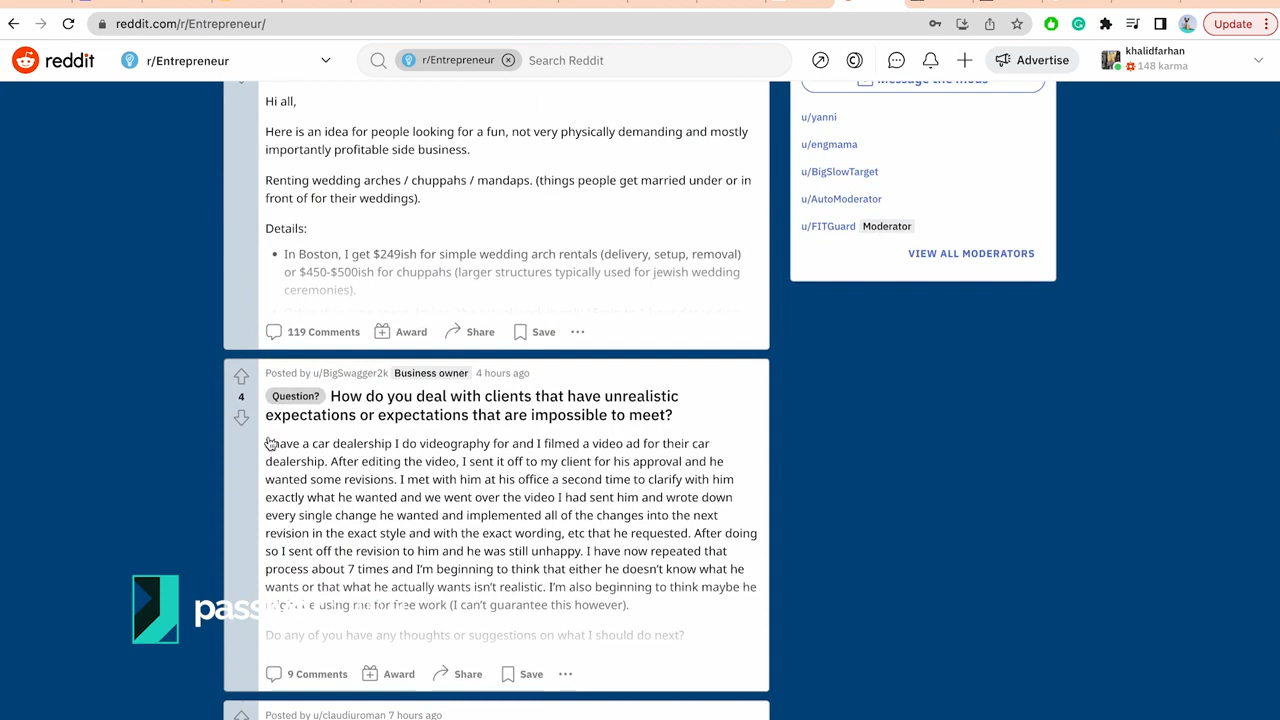 reddit.com/r/Entrepreneur/
Update
reddit
r/Entrepreneur
r/Entrepreneur
Search Reddit
Advertise
khalidfarhan
148 karma
Message the mods
Hi all,
Here is an idea for people looking for a fun, not very physically demanding and mostly
importantly profitable side business.
Renting wedding arches / chuppahs / mandaps. (things people get married under or in
front of for their weddings).
Details:
• In Boston, I get $249ish for simple wedding arch rentals (delivery, setup, removal)
or $450-$500ish for chuppahs (larger structures typically used for jewish wedding
ceremonies).
119 Comments
Award
Share
Save
u/yanni
u/engmama
u/BigSlowTarget
u/AutoModerator
u/FITGuard Moderator
VIEW ALL MODERATORS
Posted by u/BigSwagger2k Business owner 4 hours ago
4
Question? How do you deal with clients that have unrealistic
expectations or expectations that are impossible to meet?
have a car dealership I do videography for and I filmed a video ad for their car
dealership. After editing the video, I sent it off to my client for his approval and he
wanted some revisions. I met with him at his office a second time to clarify with him
exactly what he wanted and we went over the video I had sent him and wrote down
every single change he wanted and implemented all of the changes into the next
revision in the exact style and with the exact wording, etc that he requested. After doing
so I sent off the revision to him and he was still unhappy. I have now repeated that
process about 7 times and I'm beginning to think that either he doesn't know what he
wants or that what he actually wants isn't realistic. I'm also beginning to think maybe he
using me for free work (I can't guarantee this however).
Do any of you have any thoughts or suggestions on what I should do next?
9 Comments
Award
Share
Save
Posted by u/claudiuroman 7 hours ago